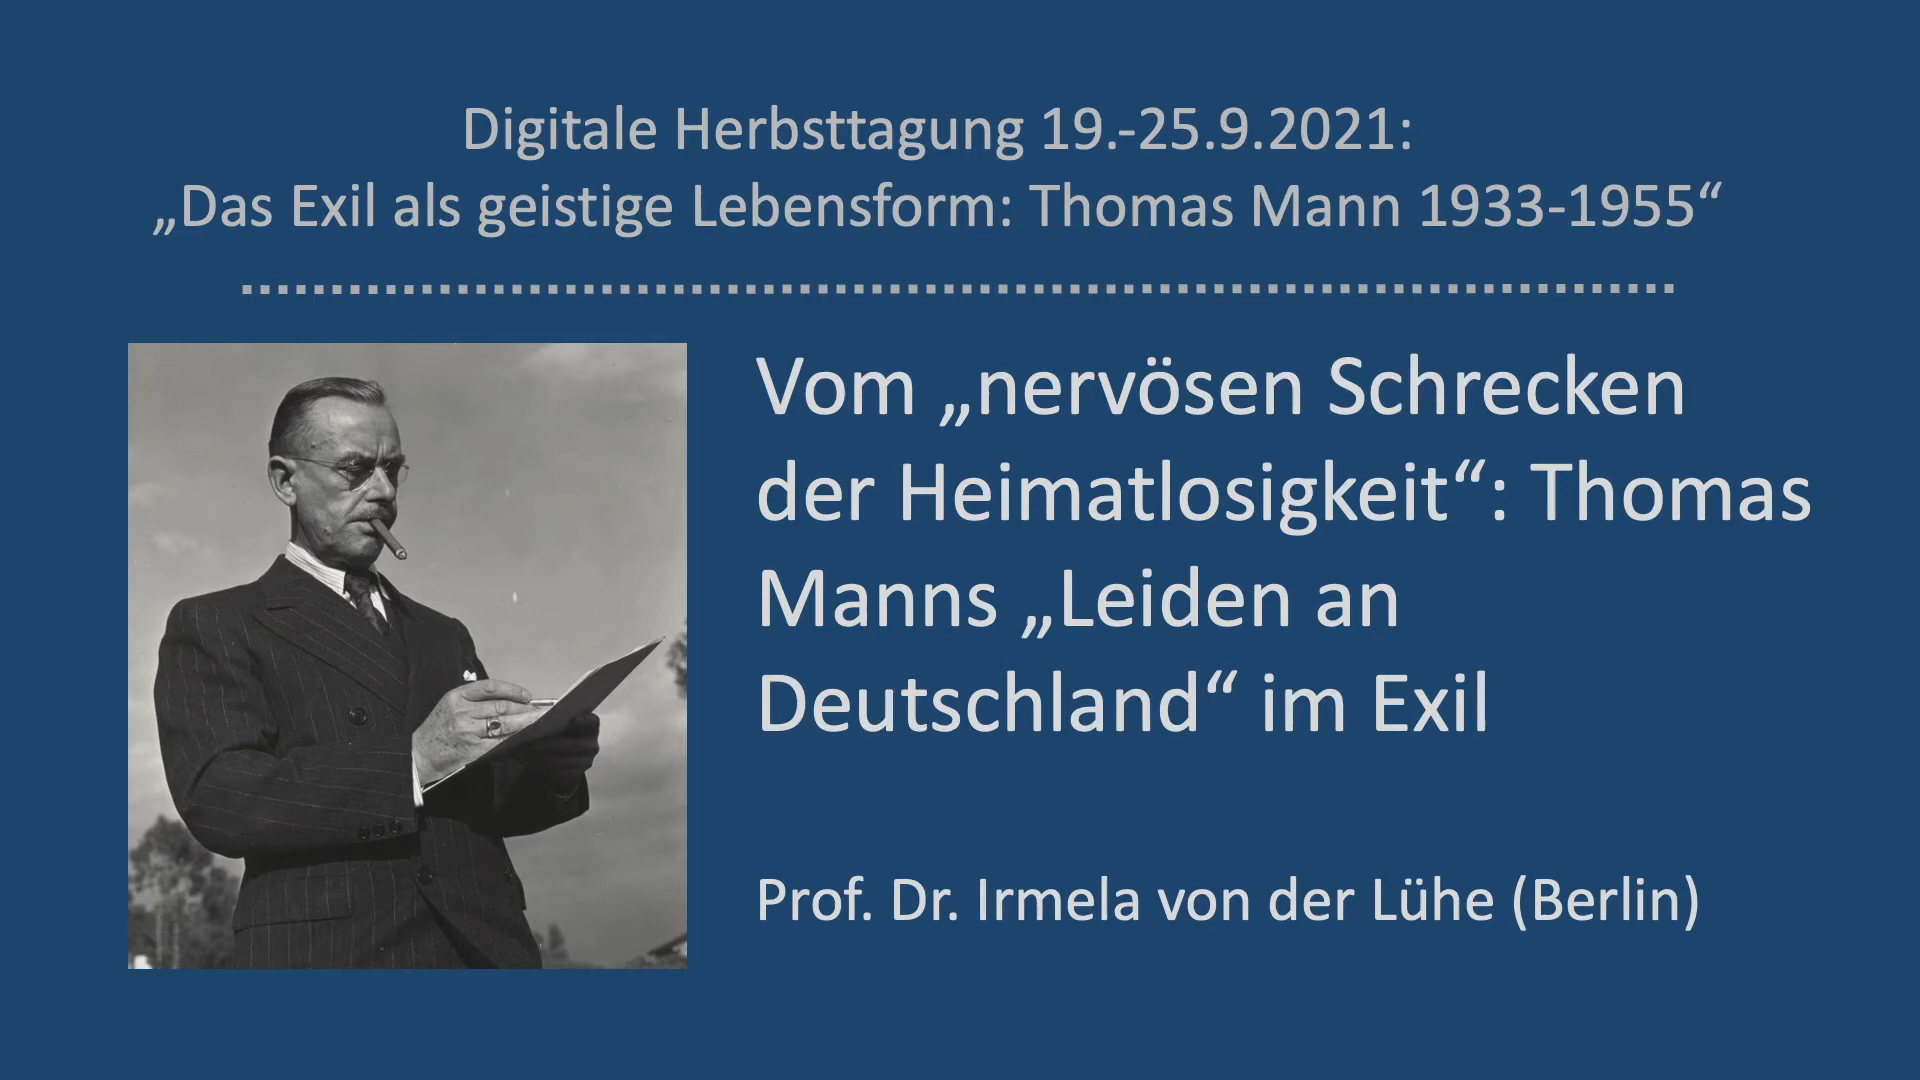 Digitale Herbsttagung 19.-25.9.2021:
„Das Exil als geistige Lebensform: Thomas Mann 1933-1955“
Vom „nervösen Schrecken
der Heimatlosigkeit“: Thomas
Manns „Leiden an
Deutschland“ im Exil
Prof. Dr. Irmela von der Lühe (Berlin)